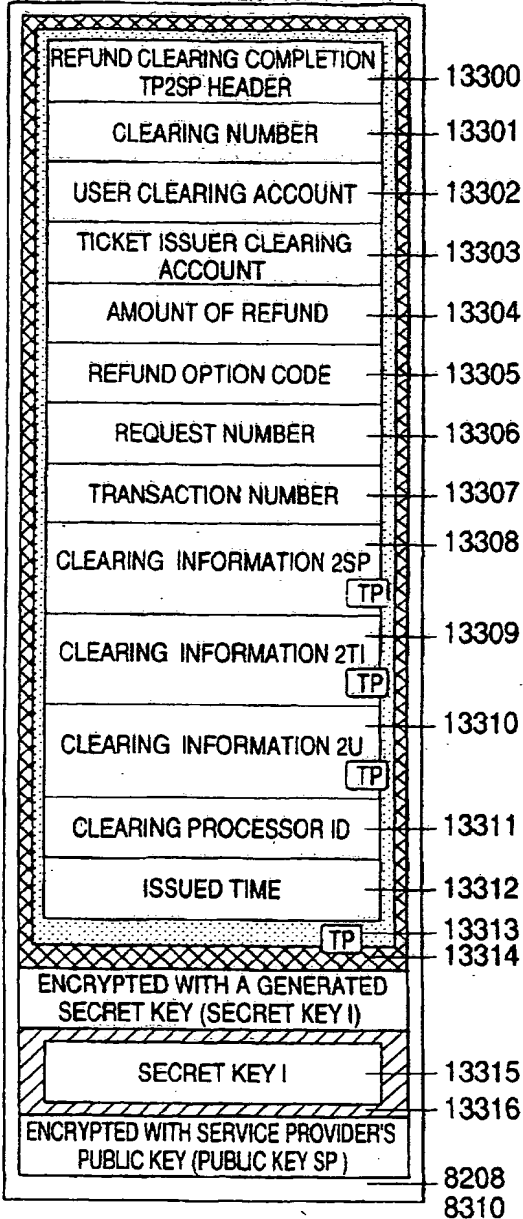 REFUND CLEARING COMPLETION
TP2SP HEADER
13300
CLEARING NUMBER
13301
USER CLEARING ACCOUNT
13302
TICKET ISSUER CLEARING
ACCOUNT
13303
AMOUNT OF REFUND
13304
REFUND OPTION CODE
13305
REQUEST NUMBER
13306
TRANSACTION NUMBER
13307
13308
CLEARING INFORMATION 2SP
TP
13309
CLEARING INFORMATION 2TI
TP
13310
CLEARING INFORMATION 2U
TP
CLEARING PROCESSOR ID
13311
ISSUED TIME
13312
TP
13313
13314
ENCRYPTED WITH A GENERATED
SECRET KEY (SECRET KEY I)
SECRET KEY I
13315
13316
ENCRYPTED WITH SERVICE PROVIDER'S
PUBLIC KEY (PUBLIC KEY SP )
8208
8310